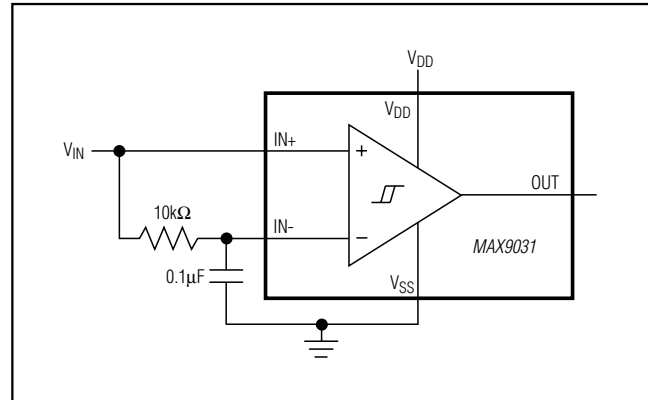 VDD
VDD
VIN
IN+
+
OUT
10kΩ
IN-
−
MAX9031
0.1µF
VSS